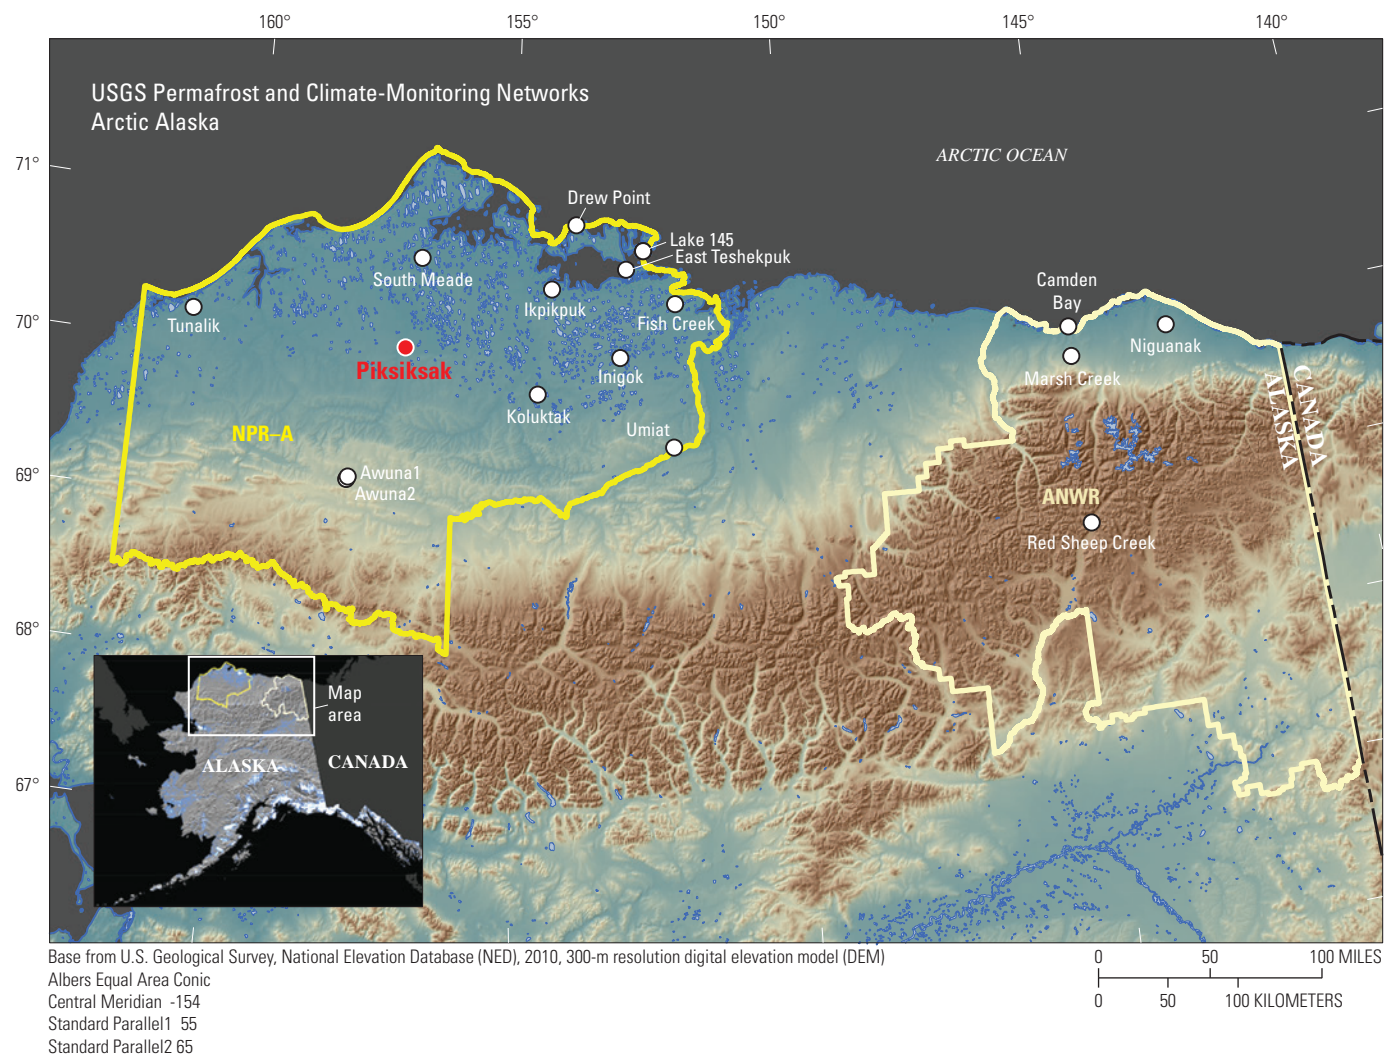 160°
155°
150°
145°
140°
USGS Permafrost and Climate-Monitoring Networks
Arctic Alaska
ARCTIC OCEAN
71°
70°
69°
68°
67°
Drew Point
Lake 145
East Teshekpuk
South Meade
Ikpikpuk
Fish Creek
Tunalik
Piksiksak
Inigok
Koluktak
Umiat
NPR–A
Awuna1
Awuna2
Camden
Bay
Niguanak
Marsh Creek
CANADA
ALASKA
ANWR
Red Sheep Creek
Map
area
ALASKA
CANADA
Base from U.S. Geological Survey, National Elevation Database (NED), 2010, 300-m resolution digital elevation model (DEM)
Albers Equal Area Conic
Central Meridian -154
Standard Parallel1 55
Standard Parallel2 65
0 50 100 MILES
0 50 100 KILOMETERS